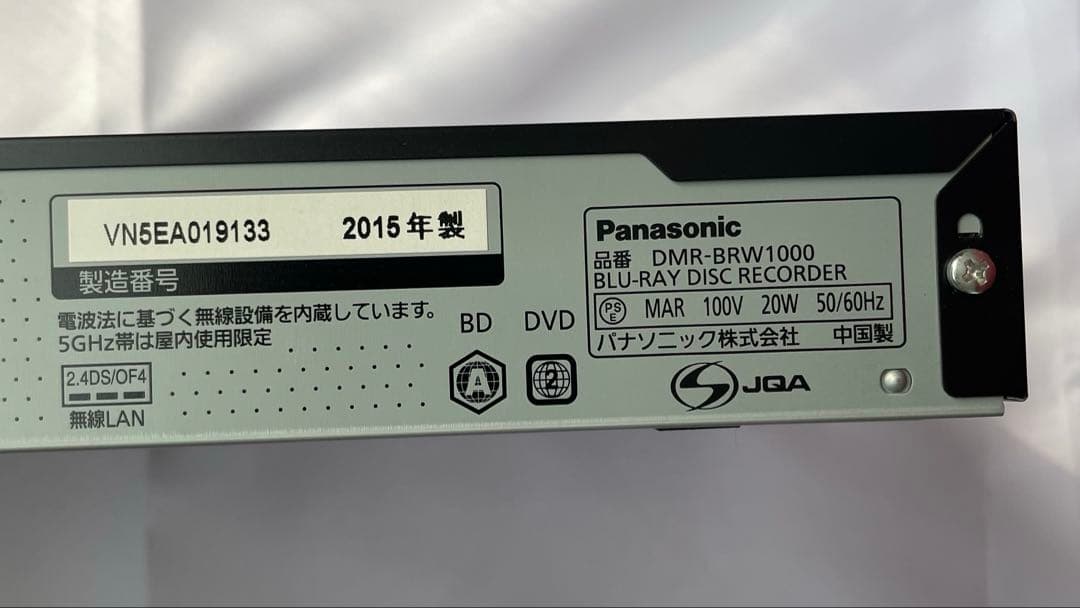 VN5EA019133 2015年製
製造番号
電波法に基づく無線設備を内蔵しています。
5GHz帯は屋内使用限定
2.4DS/OF4
無線LAN
BD DVD
A 2
Panasonic
品番 DMR-BRW1000
BLU-RAY DISC RECORDER
PS E MAR 100V 20W 50/60Hz
パナソニック株式会社 中国製
JQA